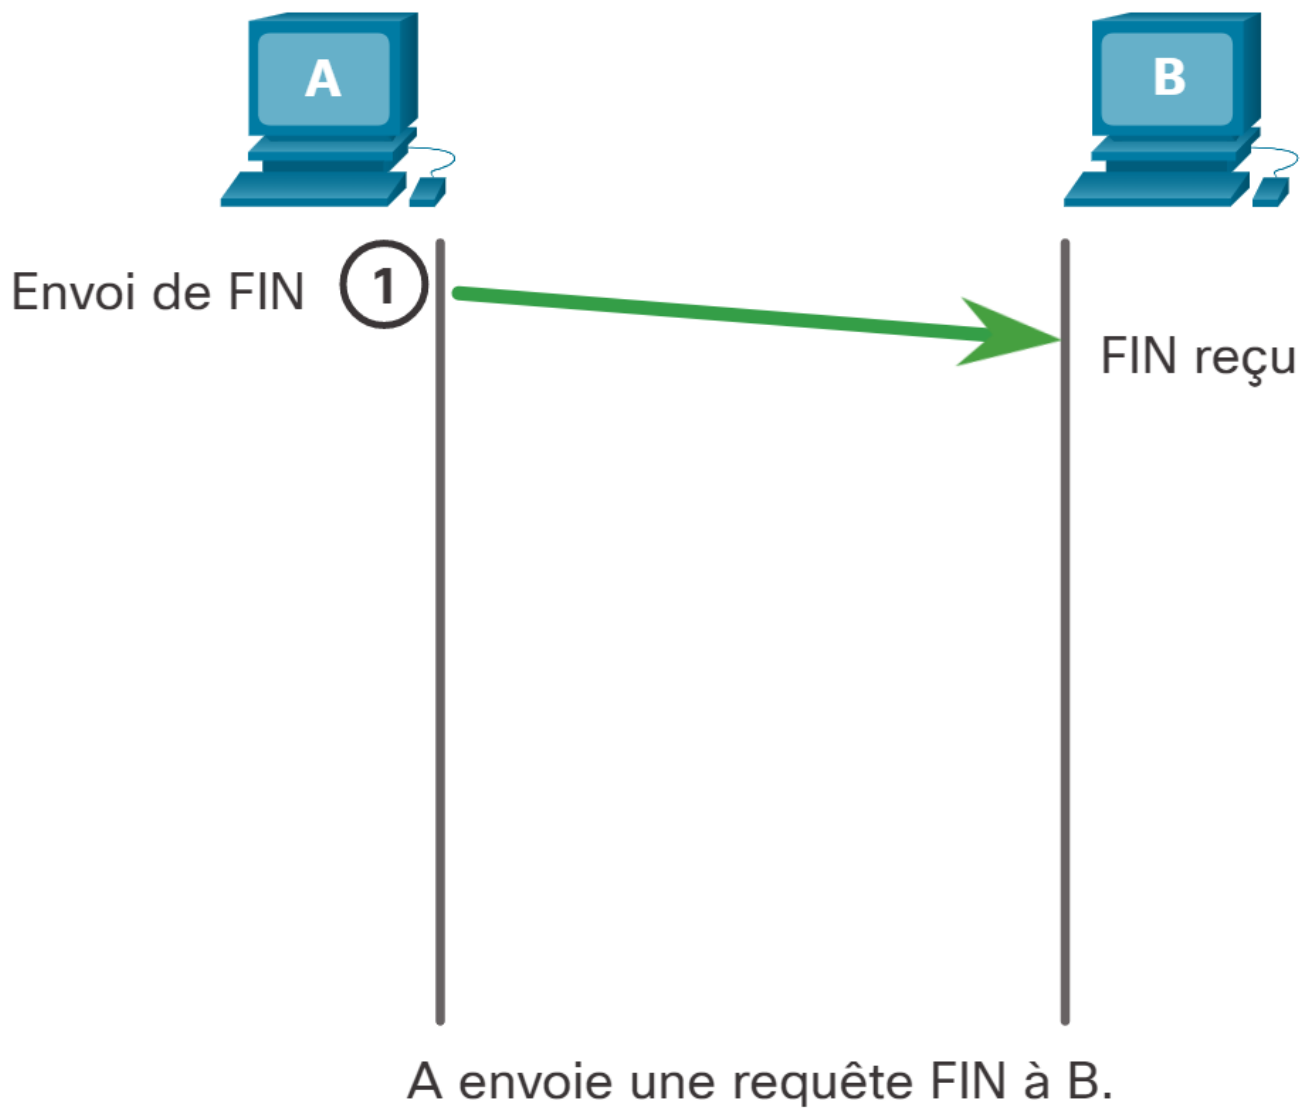 A
B
Envoi de FIN 1
FIN reçu
A envoie une requête FIN à B.